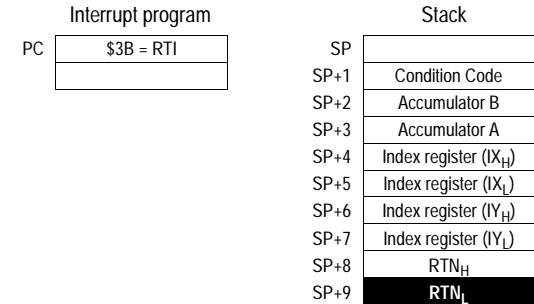 Interrupt program
PC $3B = RTI
Stack
SP
SP+1 Condition Code
SP+2 Accumulator B
SP+3 Accumulator A
SP+4 Index register (IXH)
SP+5 Index register (IXL)
SP+6 Index register (IYH)
SP+7 Index register (IYL)
SP+8 RTNH
SP+9 RTNL